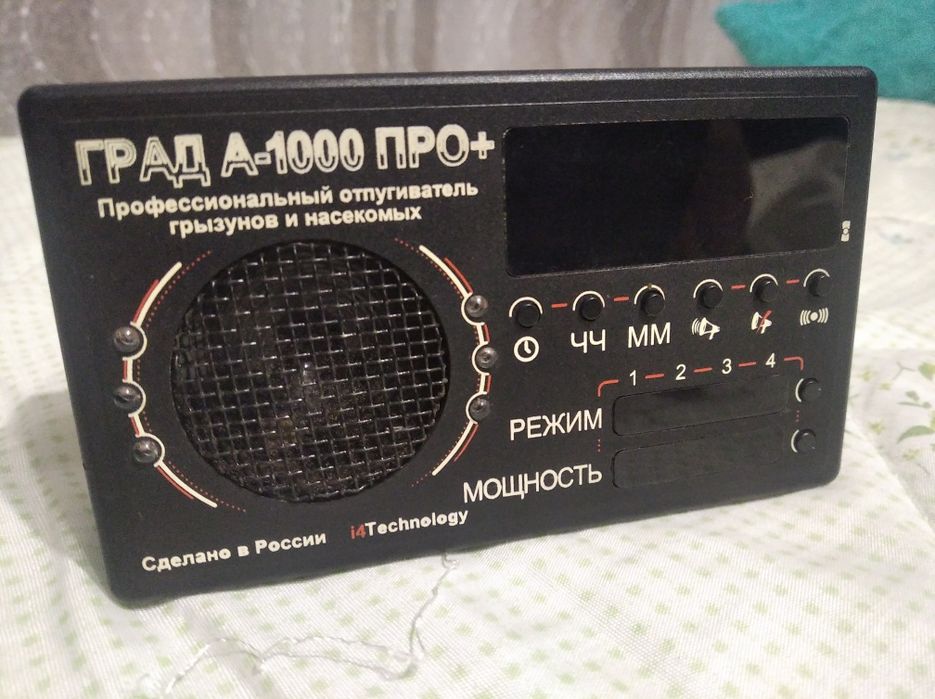 ГРАД А-1000 ПРО+
Профессиональный отпугиватель
грызунов и насекомых
ЧЧ
ММ
1 2 3 4
РЕЖИМ
МОЩНОСТЬ
Сделано в России
i4Technology